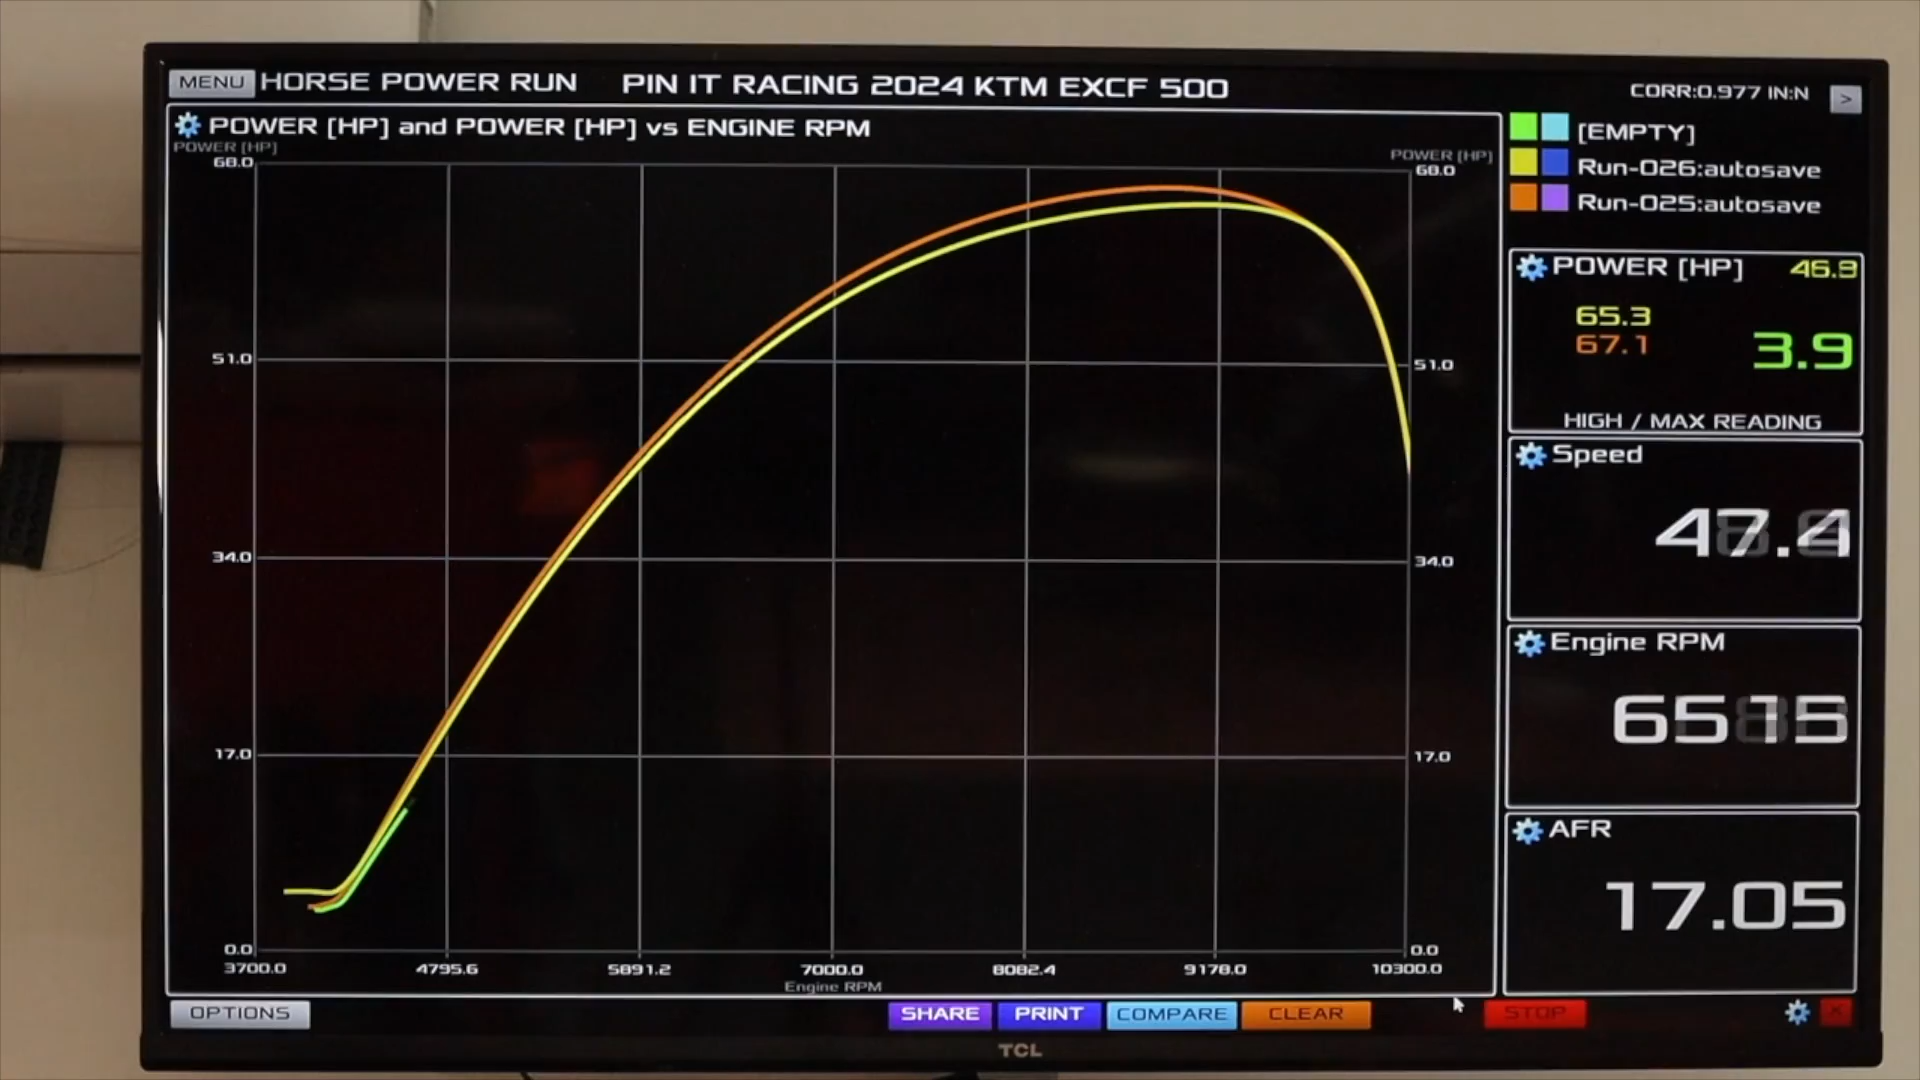 MENU HORSE POWER RUN PIN IT RACING 2024 KTM EXCF 500 CORR:0.977 IN:N >
POWER [HP] and POWER [HP] vs ENGINE RPM
POWER [HP] POWER [HP]
68.0 68.0
51.0 51.0
34.0 34.0
17.0 17.0
0.0 0.0
3700.0 4795.6 5891.2 7000.0 8082.4 9178.0 10300.0
Engine RPM
[EMPTY]
Run-026:autosave
Run-025:autosave
POWER [HP]
65.3
67.1 3.9
HIGH / MAX READING
Speed
47.4
Engine RPM
6515
AFR
17.05
OPTIONS SHARE PRINT COMPARE CLEAR STOP X
TCL